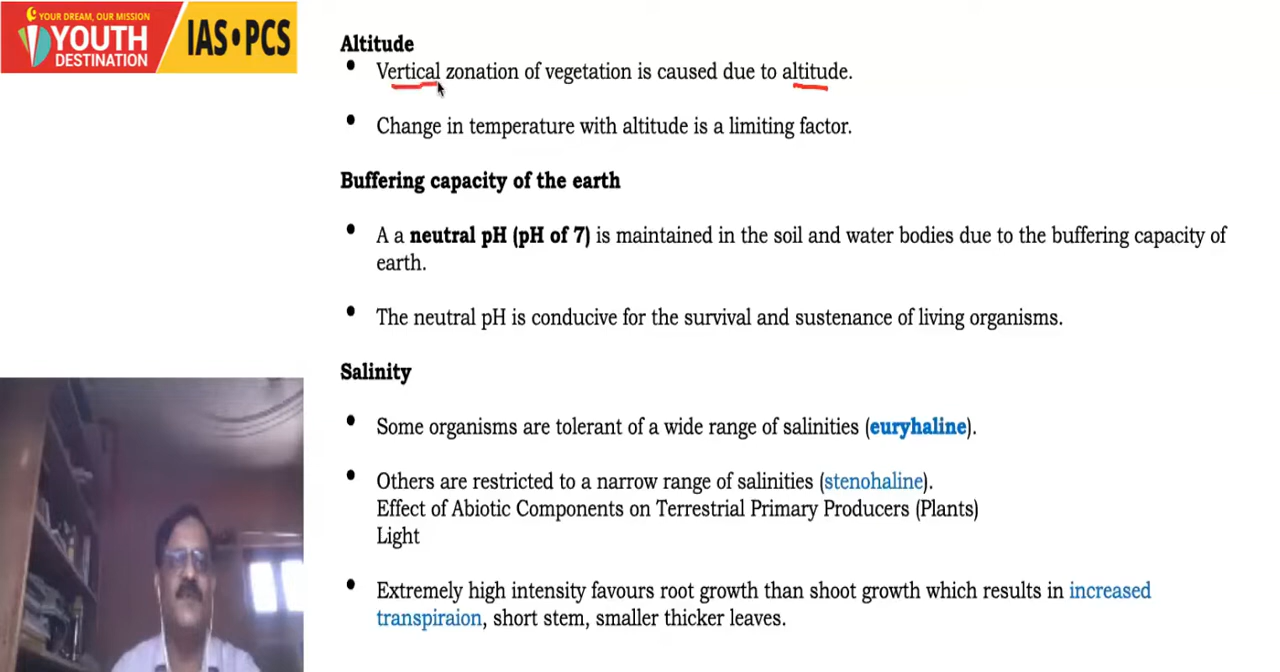 YOUR DREAM, OUR MISSION
YOUTH
DESTINATION
IAS•PCS
Altitude
• Vertical zonation of vegetation is caused due to altitude.
• Change in temperature with altitude is a limiting factor.
Buffering capacity of the earth
• A a neutral pH (pH of 7) is maintained in the soil and water bodies due to the buffering capacity of
earth.
• The neutral pH is conducive for the survival and sustenance of living organisms.
Salinity
• Some organisms are tolerant of a wide range of salinities (euryhaline).
• Others are restricted to a narrow range of salinities (stenohaline).
Effect of Abiotic Components on Terrestrial Primary Producers (Plants)
Light
• Extremely high intensity favours root growth than shoot growth which results in increased
transpiraion, short stem, smaller thicker leaves.